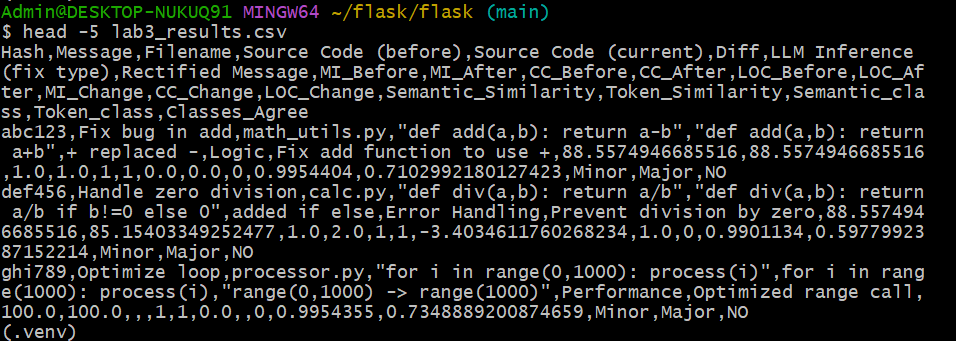 Admin@DESKTOP-NUKUQ91 MINGW64 ~/flask/flask (main)
$ head -5 lab3_results.csv
Hash,Message,Filename,Source Code (before),Source Code (current),Diff,LLM Inference
(fix type),Rectified Message,MI_Before,MI_After,CC_Before,CC_After,LOC_Before,LOC_Af
ter,MI_Change,CC_Change,LOC_Change,Semantic_Similarity,Token_Similarity,Semantic_cla
ss,Token_class,Classes_Agree
abc123,Fix bug in add,math_utils.py,"def add(a,b): return a-b","def add(a,b): return
 a+b",+ replaced -,Logic,Fix add function to use +,88.5574946685516,88.5574946685516
,1.0,1.0,1,1,0.0,0.0,0,0.9954404,0.7102992180127423,Minor,Major,NO
def456,Handle zero division,calc.py,"def div(a,b): return a/b","def div(a,b): return
 a/b if b!=0 else 0",added if else,Error Handling,Prevent division by zero,88.557494
6685516,85.15403349252477,1.0,2.0,1,1,-3.4034611760268234,1.0,0,0.9901134,0.59779923
87152214,Minor,Major,NO
ghi789,Optimize loop,processor.py,"for i in range(0,1000): process(i)",for i in rang
e(1000): process(i),"range(0,1000) -> range(1000)",Performance,Optimized range call,
100.0,100.0,,,1,1,0.0,,0,0.9954355,0.7348889200874659,Minor,Major,NO
(.venv)